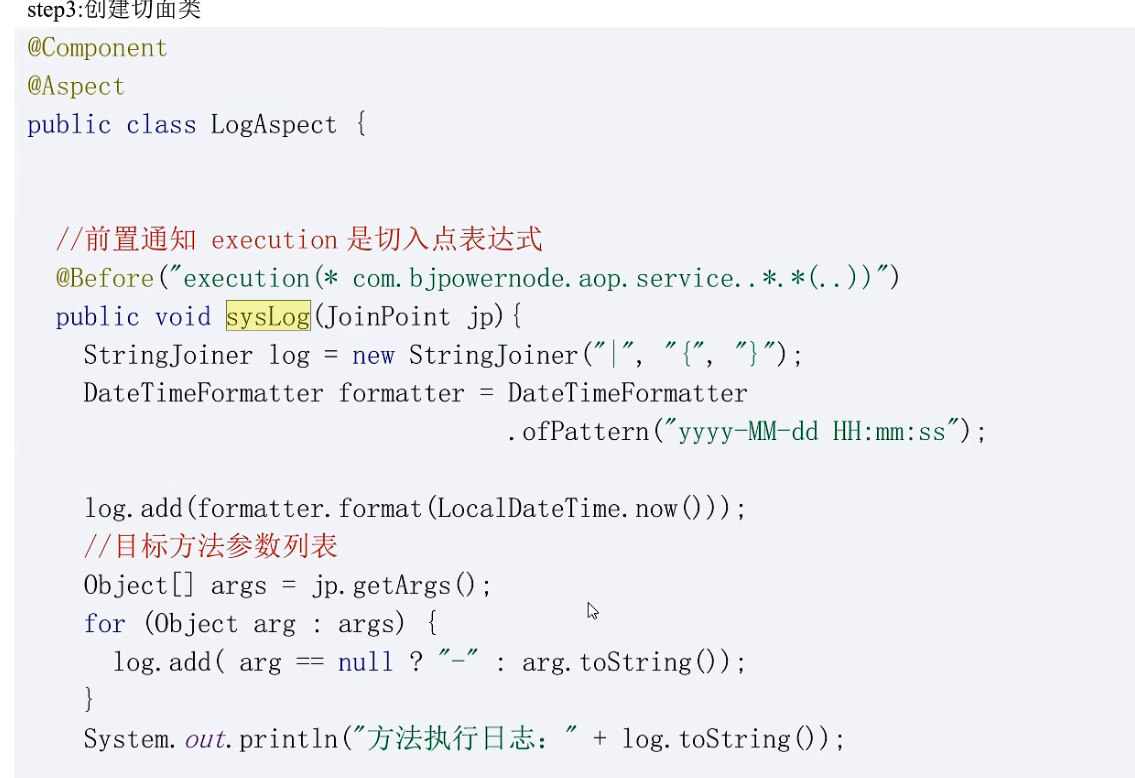 step3:创建切面类
@Component
@Aspect
public class LogAspect {
//前置通知 execution 是切入点表达式
@Before("execution(* com.bjpowernode.aop.service..*.*(..))")
public void sysLog(JoinPoint jp){
StringJoiner log = new StringJoiner("|", "{", "}");
DateTimeFormatter formatter = DateTimeFormatter
.ofPattern("yyyy-MM-dd HH:mm:ss");
log.add(formatter.format(LocalDateTime.now()));
//目标方法参数列表
Object[] args = jp.getArgs();
for (Object arg : args) {
log.add( arg == null ? "-" : arg.toString());
}
System.out.println("方法执行日志：" + log.toString());